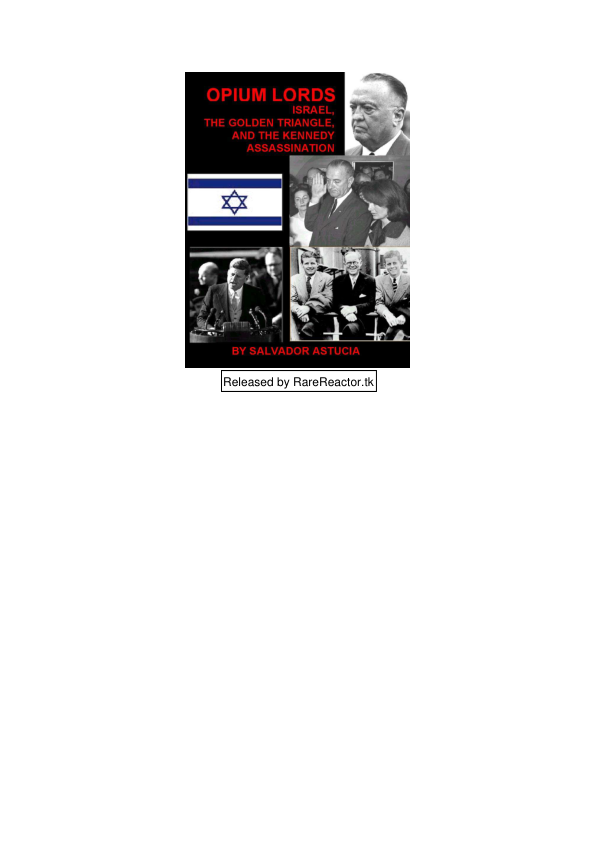 OPIUM LORDS
ISRAEL,
THE GOLDEN TRIANGLE,
AND THE KENNEDY
ASSASSINATION
BY SALVADOR ASTUCIA
Released by RareReactor.tk